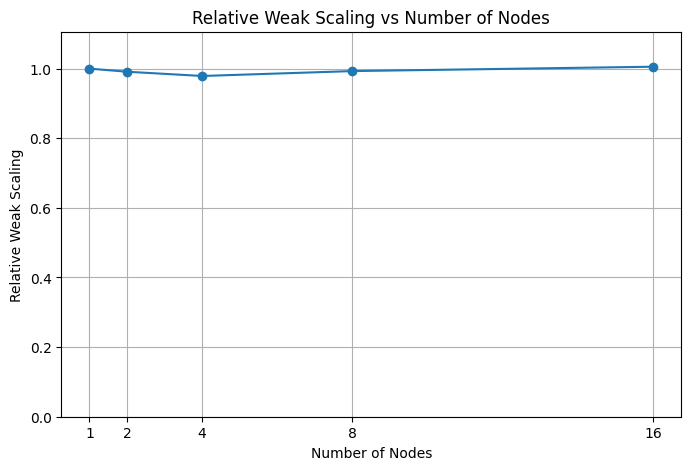 Relative Weak Scaling vs Number of Nodes
Relative Weak Scaling
1.0
0.8
0.6
0.4
0.2
0.0
1 2 4 8 16
Number of Nodes